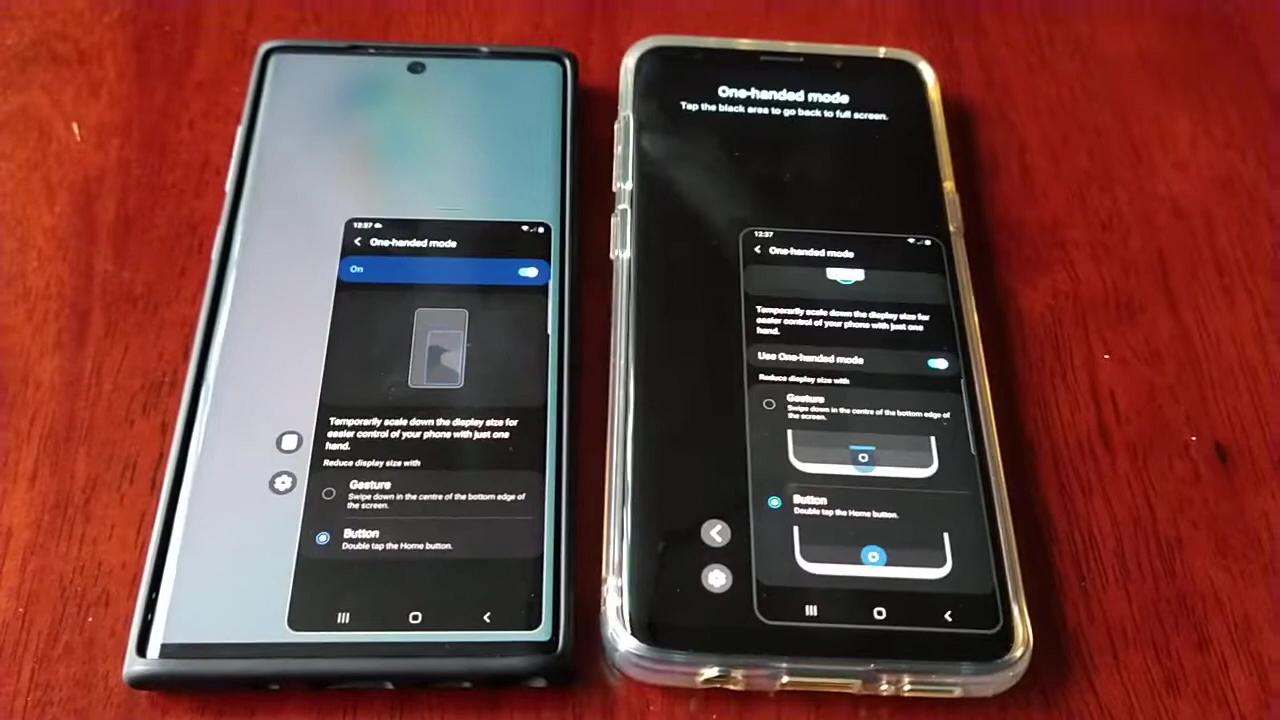 12:37
One-handed mode
On
Temporarily scale down the display size for
easier control of your phone with just one
hand.
Reduce display size with
Gesture
Swipe down in the centre of the bottom edge of
the screen.
Button
Double tap the Home button.
One-handed mode
Tap the black area to go back to full screen.
12:37
One-handed mode
Temporarily scale down the display size for
easier control of your phone with just one
hand.
Use One-handed mode
Reduce display size with
Gesture
Swipe down in the centre of the bottom edge of
the screen.
Button
Double tap the Home button.